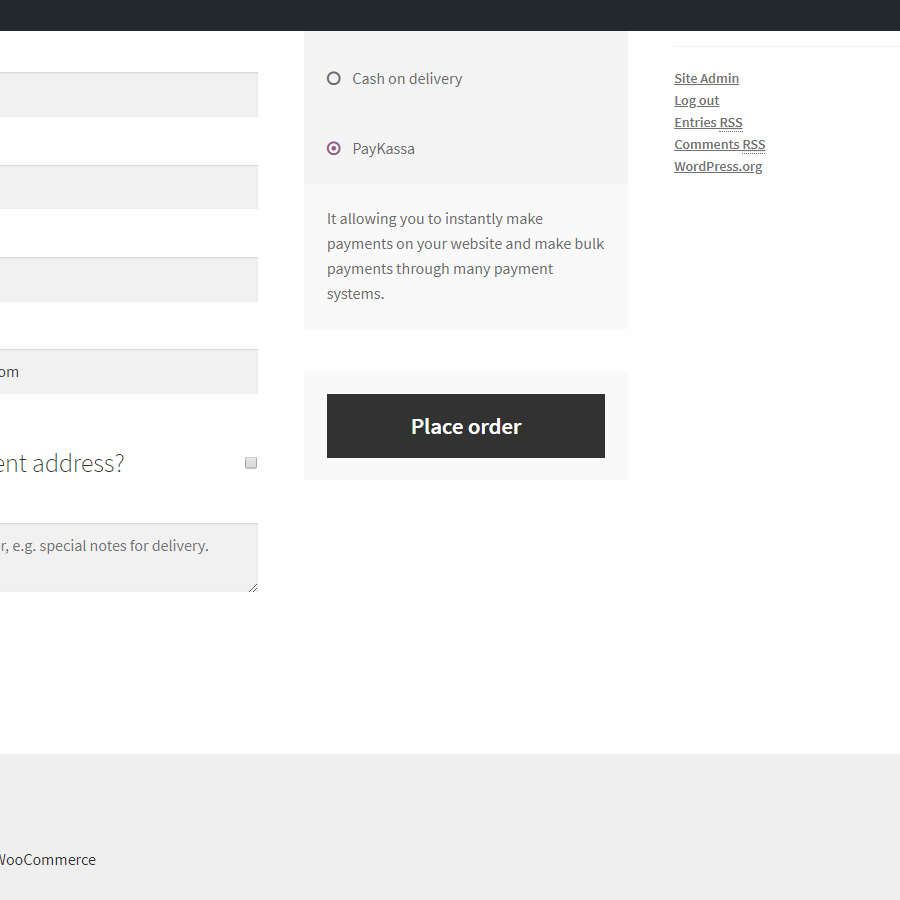 Cash on delivery
PayKassa
It allowing you to instantly make
payments on your website and make bulk
payments through many payment
systems.
Place order
Site Admin
Log out
Entries RSS
Comments RSS
WordPress.org
om
ent address?
r, e.g. special notes for delivery.
WooCommerce